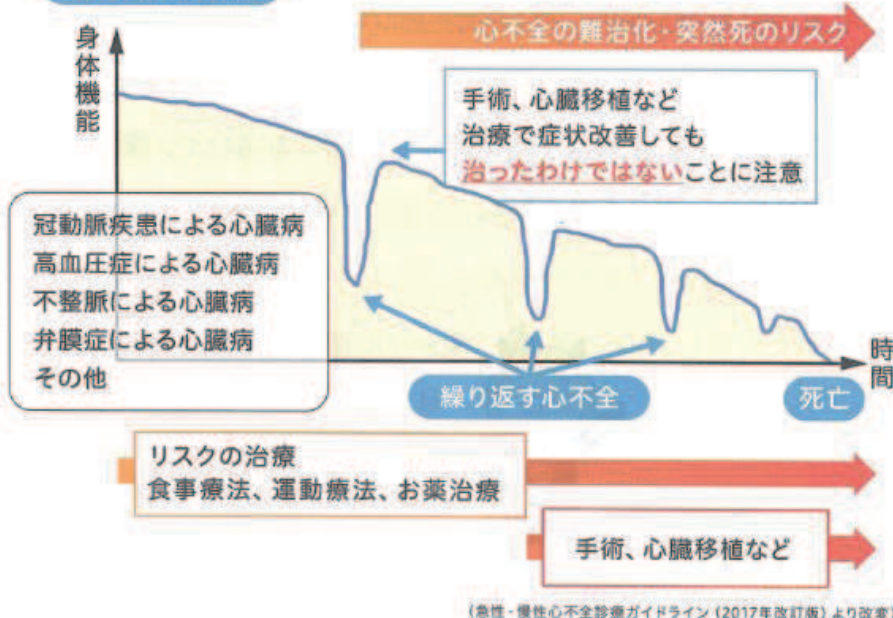 心不全の難治化・突然死のリスク
身体機能
手術、心臓移植など
治療で症状改善しても
治ったわけではないことに注意
冠動脈疾患による心臓病
高血圧症による心臓病
不整脈による心臓病
弁膜症による心臓病
その他
時間
繰り返す心不全
死亡
リスクの治療
食事療法、運動療法、お薬治療
手術、心臓移植など
(急性・慢性心不全診療ガイドライン(2017年改訂版)より改変)